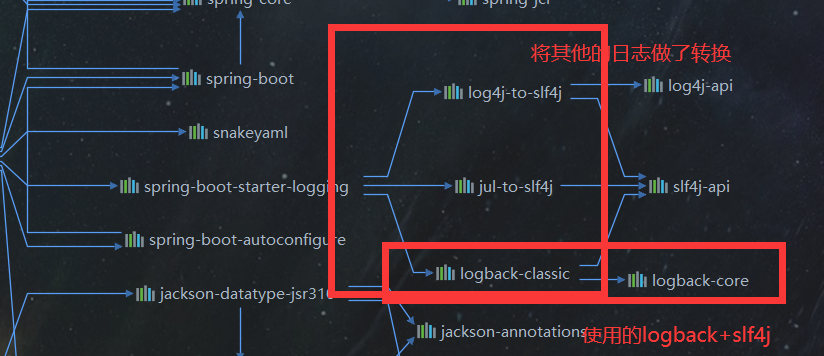 spring-core
spring-jcl
将其他的日志做了转换
spring-boot
log4j-to-slf4j
log4j-api
snakeyaml
spring-boot-starter-logging
jul-to-slf4j
slf4j-api
spring-boot-autoconfigure
logback-classic
logback-core
jackson-datatype-jsr310
jackson-annotations
使用的logback+slf4j